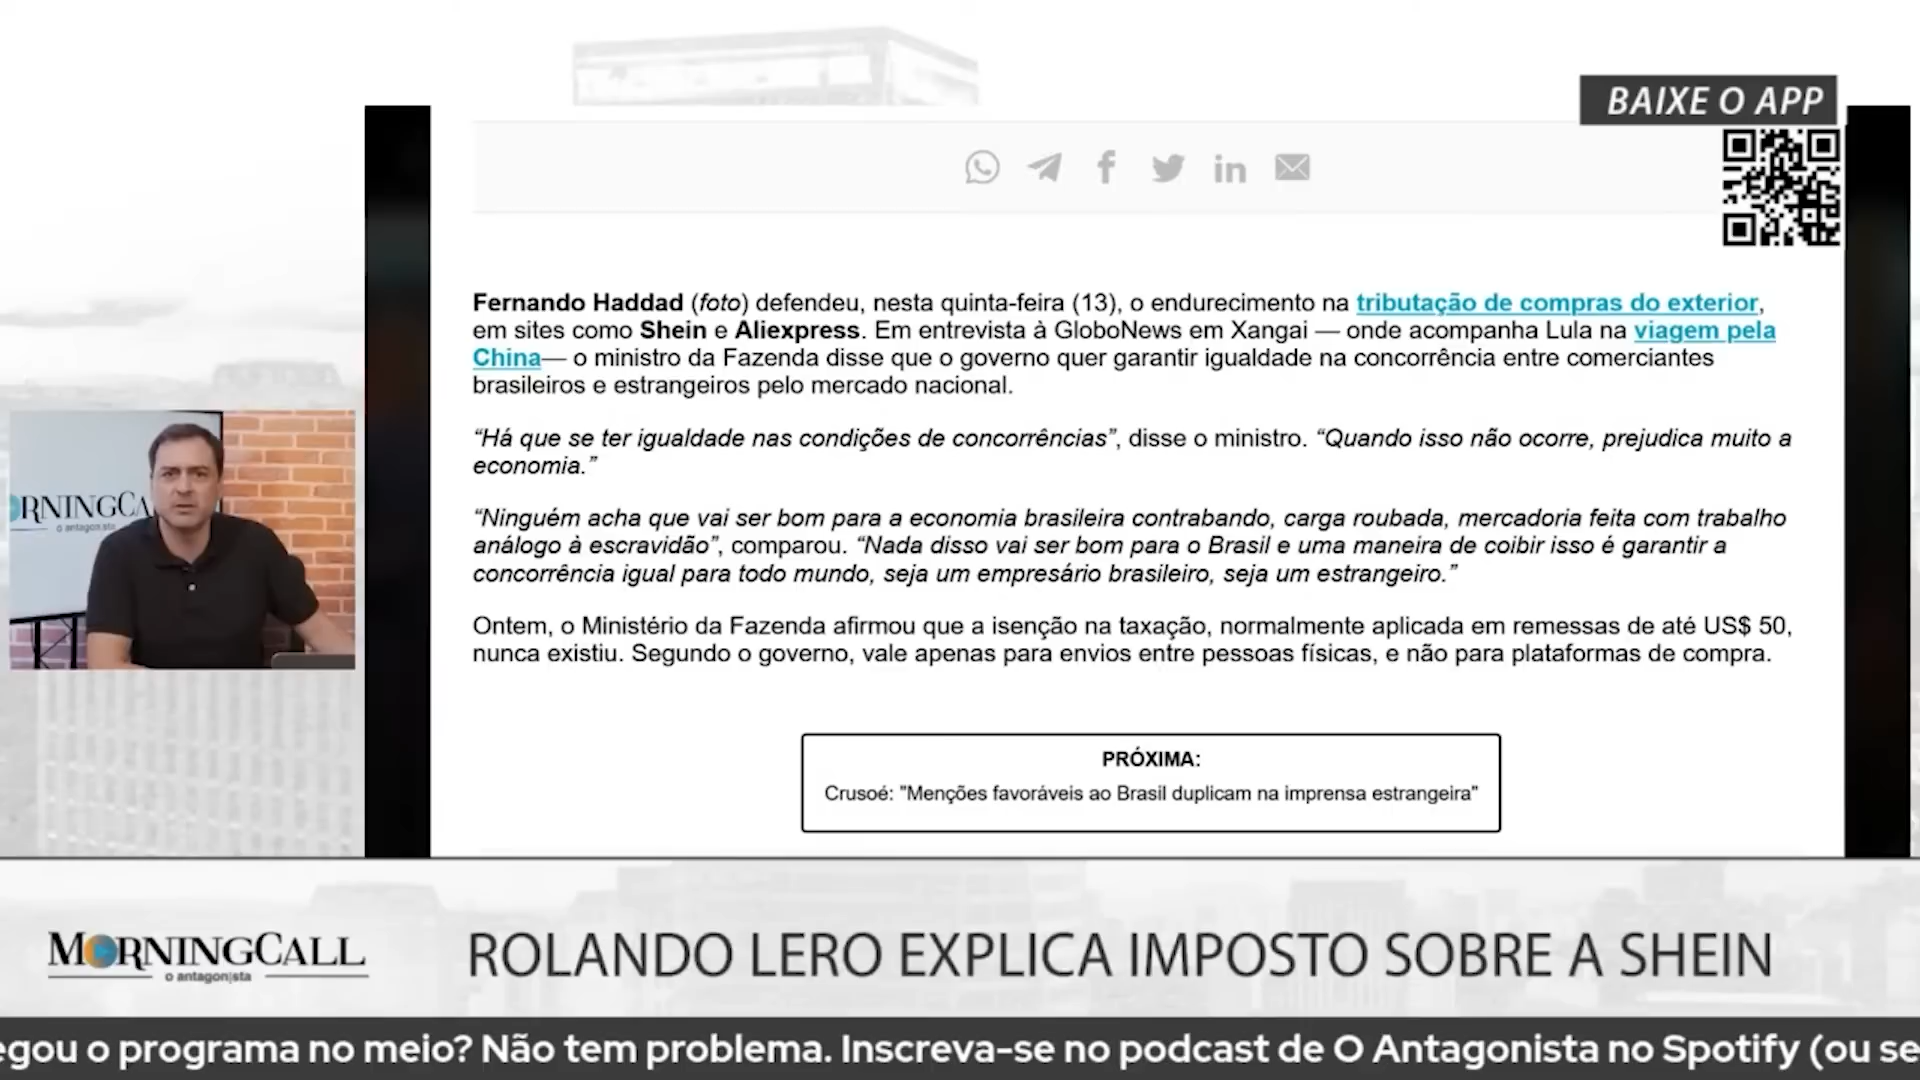 BAIXE O APP
Fernando Haddad (foto) defendeu, nesta quinta-feira (13), o endurecimento na tributação de compras do exterior,
em sites como Shein e Aliexpress. Em entrevista à GloboNews em Xangai — onde acompanha Lula na viagem pela
China— o ministro da Fazenda disse que o governo quer garantir igualdade na concorrência entre comerciantes
brasileiros e estrangeiros pelo mercado nacional.
“Há que se ter igualdade nas condições de concorrências”, disse o ministro. “Quando isso não ocorre, prejudica muito a
economia.”
“Ninguém acha que vai ser bom para a economia brasileira contrabando, carga roubada, mercadoria feita com trabalho
análogo à escravidão”, comparou. “Nada disso vai ser bom para o Brasil e uma maneira de coibir isso é garantir a
concorrência igual para todo mundo, seja um empresário brasileiro, seja um estrangeiro.”
Ontem, o Ministério da Fazenda afirmou que a isenção na taxação, normalmente aplicada em remessas de até US$ 50,
nunca existiu. Segundo o governo, vale apenas para envios entre pessoas físicas, e não para plataformas de compra.
PRÓXIMA:
Crusoé: "Menções favoráveis ao Brasil duplicam na imprensa estrangeira"
ORNINGCA
o antagonista
MORNINGCALL
o antagonista
ROLANDO LERO EXPLICA IMPOSTO SOBRE A SHEIN
egou o programa no meio? Não tem problema. Inscreva-se no podcast de O Antagonista no Spotify (ou se